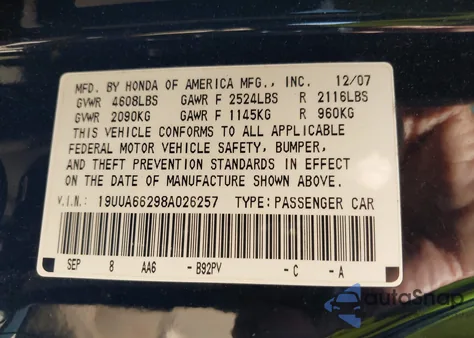 MFD. BY HONDA OF AMERICA MFG., INC. 12/07
GVWR 4608LBS GAWR F 2524LBS R 2116LBS
GVWR 2090KG GAWR F 1145KG R 960KG
THIS VEHICLE CONFORMS TO ALL APPLICABLE
FEDERAL MOTOR VEHICLE SAFETY, BUMPER,
AND THEFT PREVENTION STANDARDS IN EFFECT
ON THE DATE OF MANUFACTURE SHOWN ABOVE.
V.I.N.: 19UUA66298A026257 TYPE: PASSENGER CAR
SEP 8 AA6 -B92PV -C -A
autoSnap